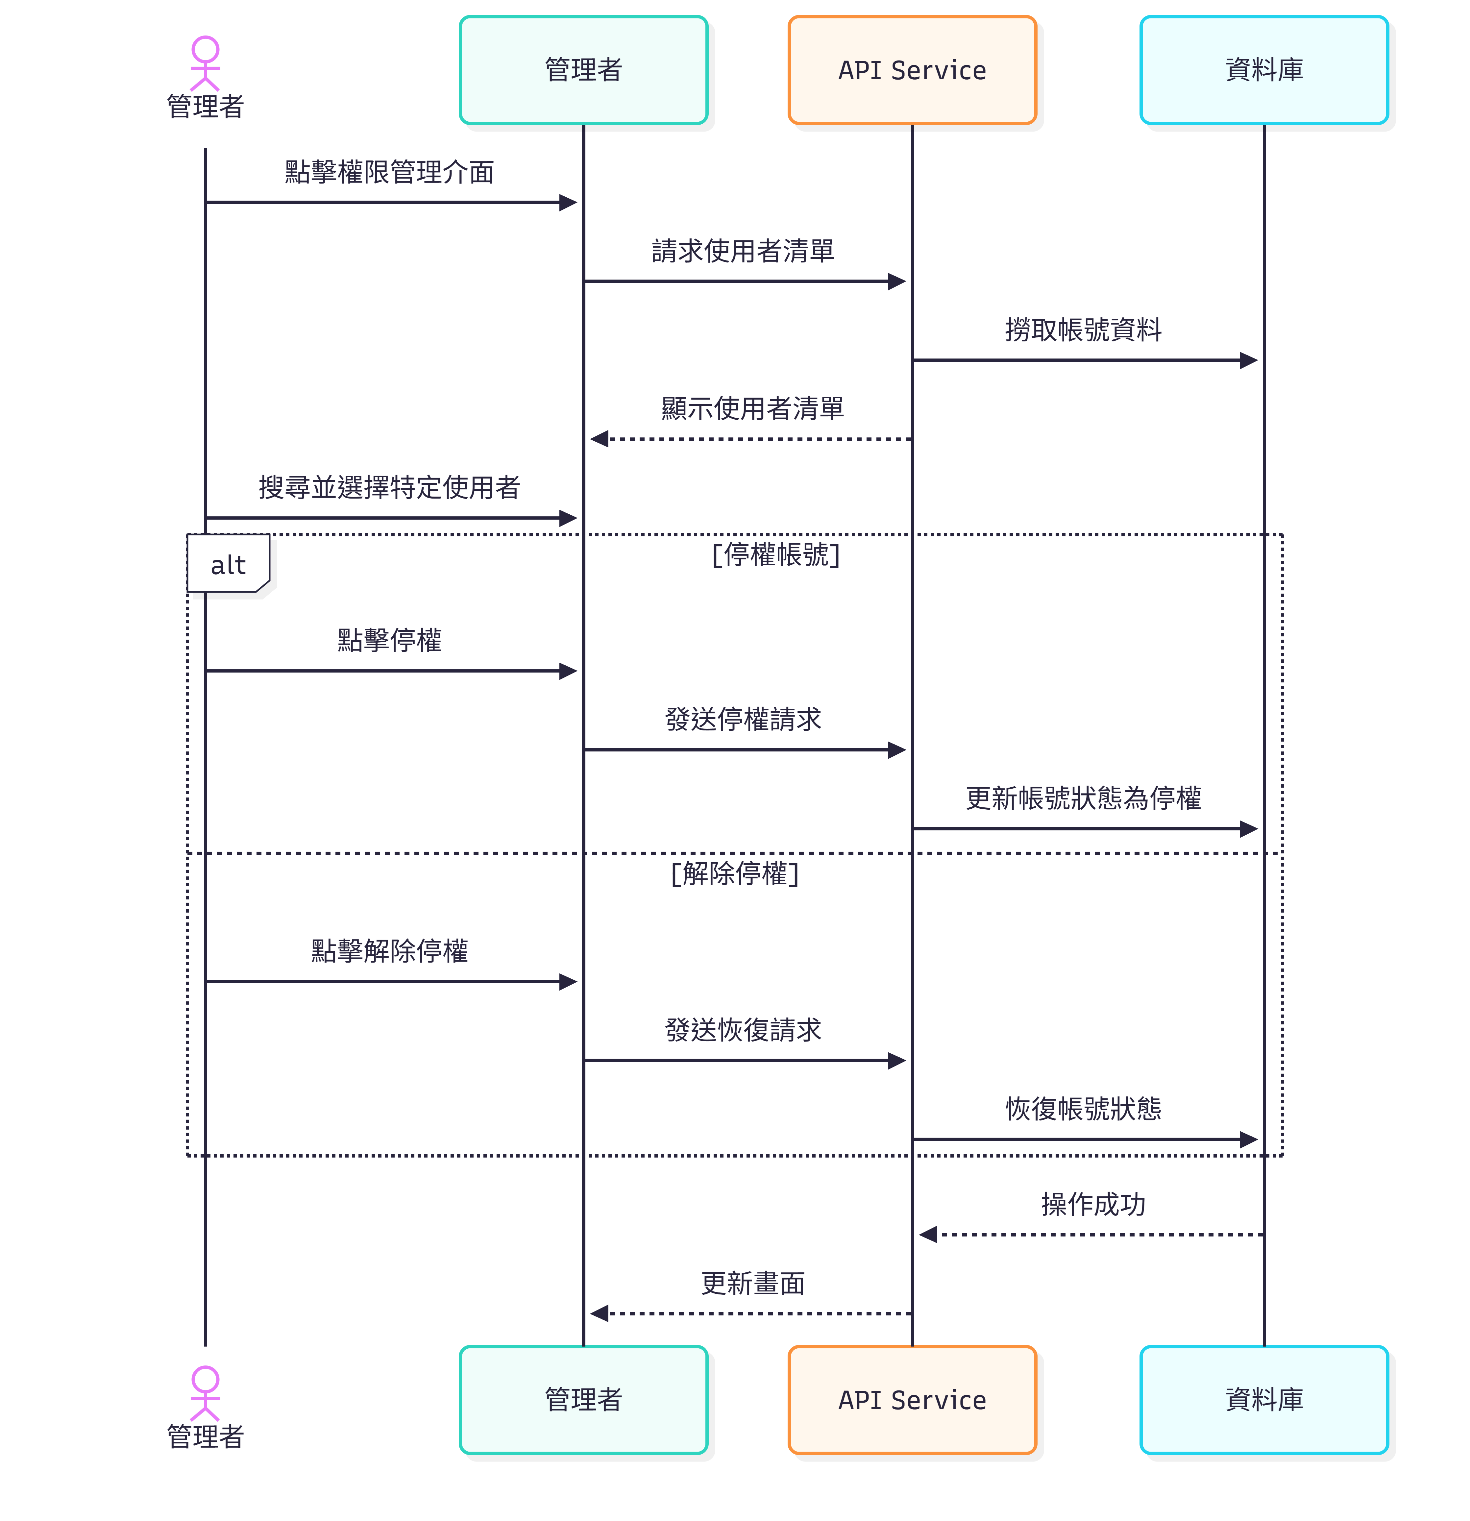 管理者
管理者
API Service
資料庫
點擊權限管理介面
請求使用者清單
撈取帳號資料
顯示使用者清單
搜尋並選擇特定使用者
alt
[停權帳號]
點擊停權
發送停權請求
更新帳號狀態為停權
[解除停權]
點擊解除停權
發送恢復請求
恢復帳號狀態
操作成功
更新畫面
管理者
管理者
API Service
資料庫